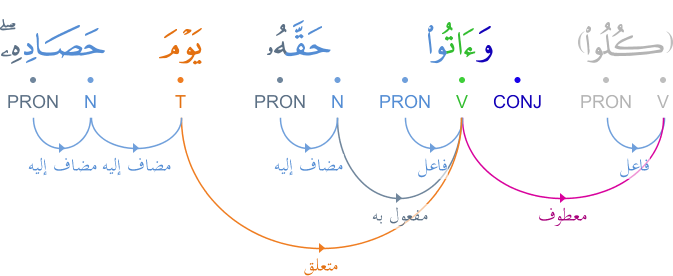 (كُلُوا۟) وَءَاتُوا۟ حَقَّهُۥ يَوْمَ حَصَادِهِۦۖ
V PRON CONJ V PRON N PRON T N PRON
فاعل فاعل مضاف إليه مضاف إليه مضاف إليه
معطوف مفعول به
متعلق